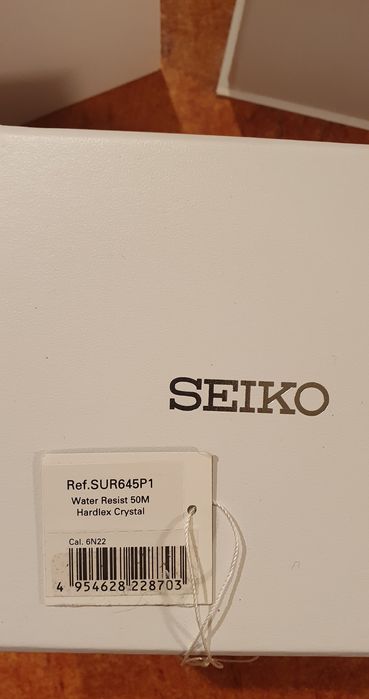 SEIKO
Ref.SUR645P1
Water Resist 50M
Hardlex Crystal
Cal. 6N22
4 954628 228703